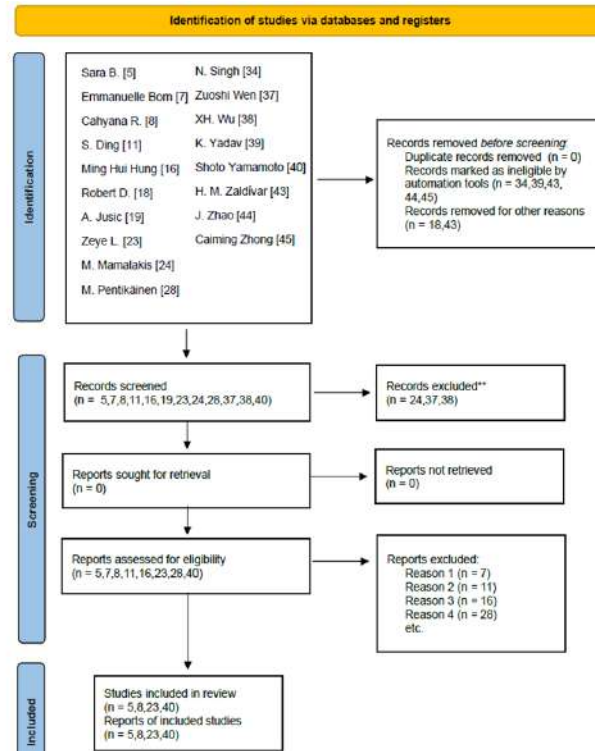 Identification of studies via databases and registers
Identification
Sara B. [5]
Emmanuelle Bom [7]
Cahyana R. [8]
S. Ding [11]
Ming Hui Hung [16]
Robert D. [18]
A. Jusic [19]
Zeye L. [23]
M. Mamalakis [24]
M. Pentikäinen [28]
N. Singh [34]
Zuoshi Wen [37]
XH. Wu [38]
K. Yadav [39]
Shoto Yamamoto [40]
H. M. Zaldívar [43]
J. Zhao [44]
Caiming Zhong [45]
Records removed before screening:
Duplicate records removed (n = 0)
Records marked as ineligible by
automation tools (n = 34,39,43,
44,45)
Records removed for other reasons
(n = 18,43)
Screening
Records screened
(n = 5,7,8,11,16,19,23,24,28,37,38,40)
Records excluded**
(n = 24,37,38)
Reports sought for retrieval
(n = 0)
Reports not retrieved
(n = 0)
Reports assessed for eligibility
(n = 5,7,8,11,16,23,28,40)
Reports excluded:
Reason 1 (n = 7)
Reason 2 (n = 11)
Reason 3 (n = 16)
Reason 4 (n = 28)
etc.
Included
Studies included in review
(n = 5,8,23,40)
Reports of included studies
(n = 5,8,23,40)